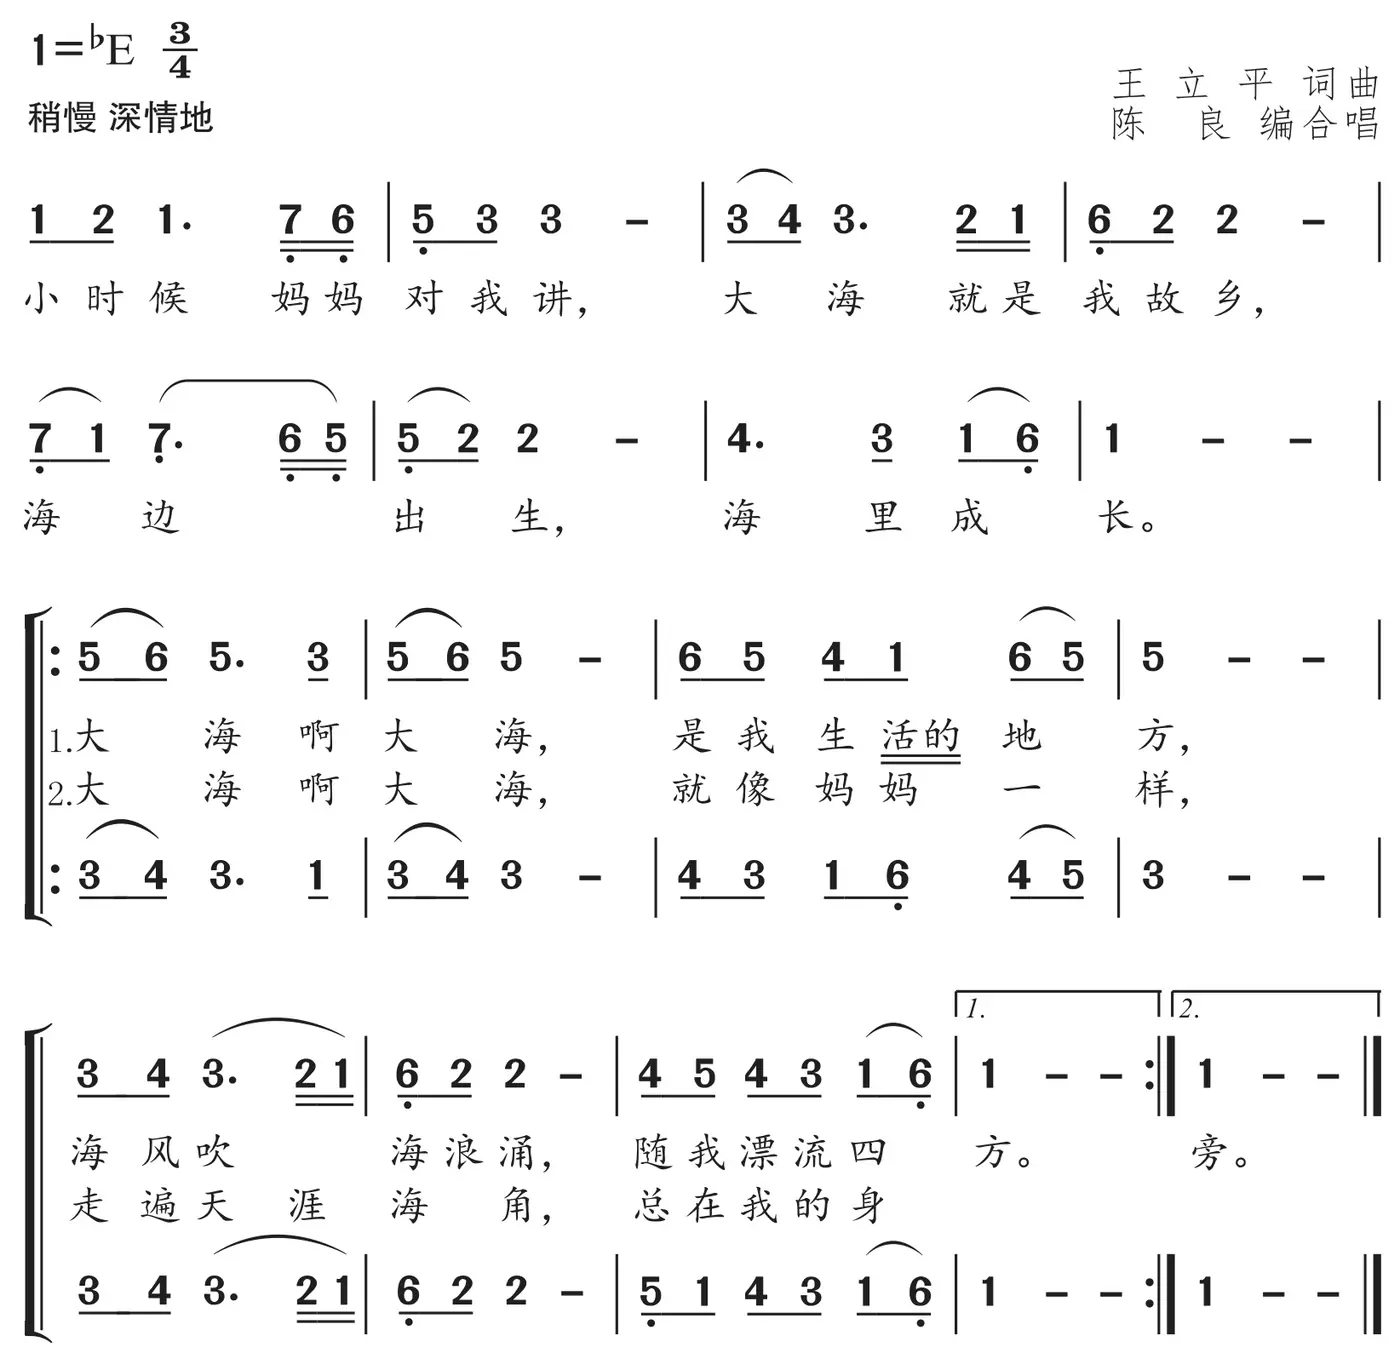 1=♭E 3/4
稍慢 深情地
王 立 平 词曲
陈 良 编合唱
1 2 1. 7 6 | 5 3 3 - | 3 4 3. 2 1 | 6 2 2 - |
小时候 妈妈 对我讲, 大 海 就是 我故乡,
7 1 7. 6 5 | 5 2 2 - | 4. 3 1 6 | 1 - - |
海 边 出 生, 海 里 成 长。
5 6 5. 3 | 5 6 5 - | 6 5 4 1 6 5 | 5 - - |
1.大 海 啊 大 海, 是我生活的 地 方,
2.大 海 啊 大 海, 就像妈妈 一 样,
3 4 3. 1 | 3 4 3 - | 4 3 1 6 4 5 | 3 - - |
1. 2.
3 4 3. 2 1 | 6 2 2 - | 4 5 4 3 1 6 | 1 - - :| 1 - - |
海风吹 海浪涌, 随我漂流四 方。 旁。
走遍天 涯 海 角, 总在我的身
3 4 3. 2 1 | 6 2 2 - | 5 1 4 3 1 6 | 1 - - :| 1 - - |